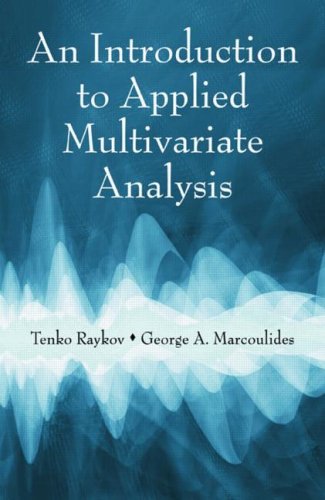 An Introduction
to Applied
Multivariate
Analysis
Tenko Raykov ♦ George A. Marcoulides